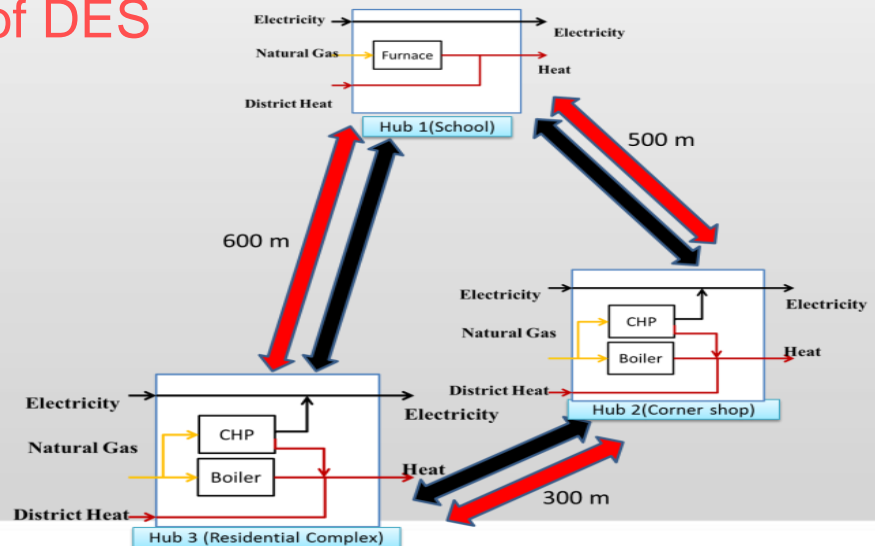 of DES
Electricity
Electricity
Natural Gas
Furnace
Heat
District Heat
Hub 1(School)
500 m
600 m
Electricity
Electricity
Natural Gas
CHP
Boiler
Heat
District Heat
Hub 2(Corner shop)
Electricity
Electricity
Natural Gas
CHP
Boiler
Heat
District Heat
300 m
Hub 3 (Residential Complex)